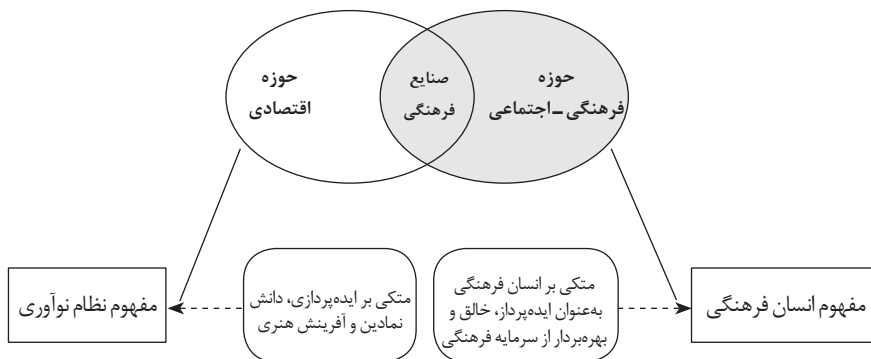 حوزه
فرهنگی ـ اجتماعی
صنایع
فرهنگی
حوزه
اقتصادی
مفهوم انسان فرهنگی
متکی بر انسان فرهنگی
به‌عنوان ایده‌پرداز، خالق و
بهره‌بردار از سرمایه فرهنگی
متکی بر ایده‌پردازی، دانش
نمادین و آفرینش هنری
مفهوم نظام نوآوری